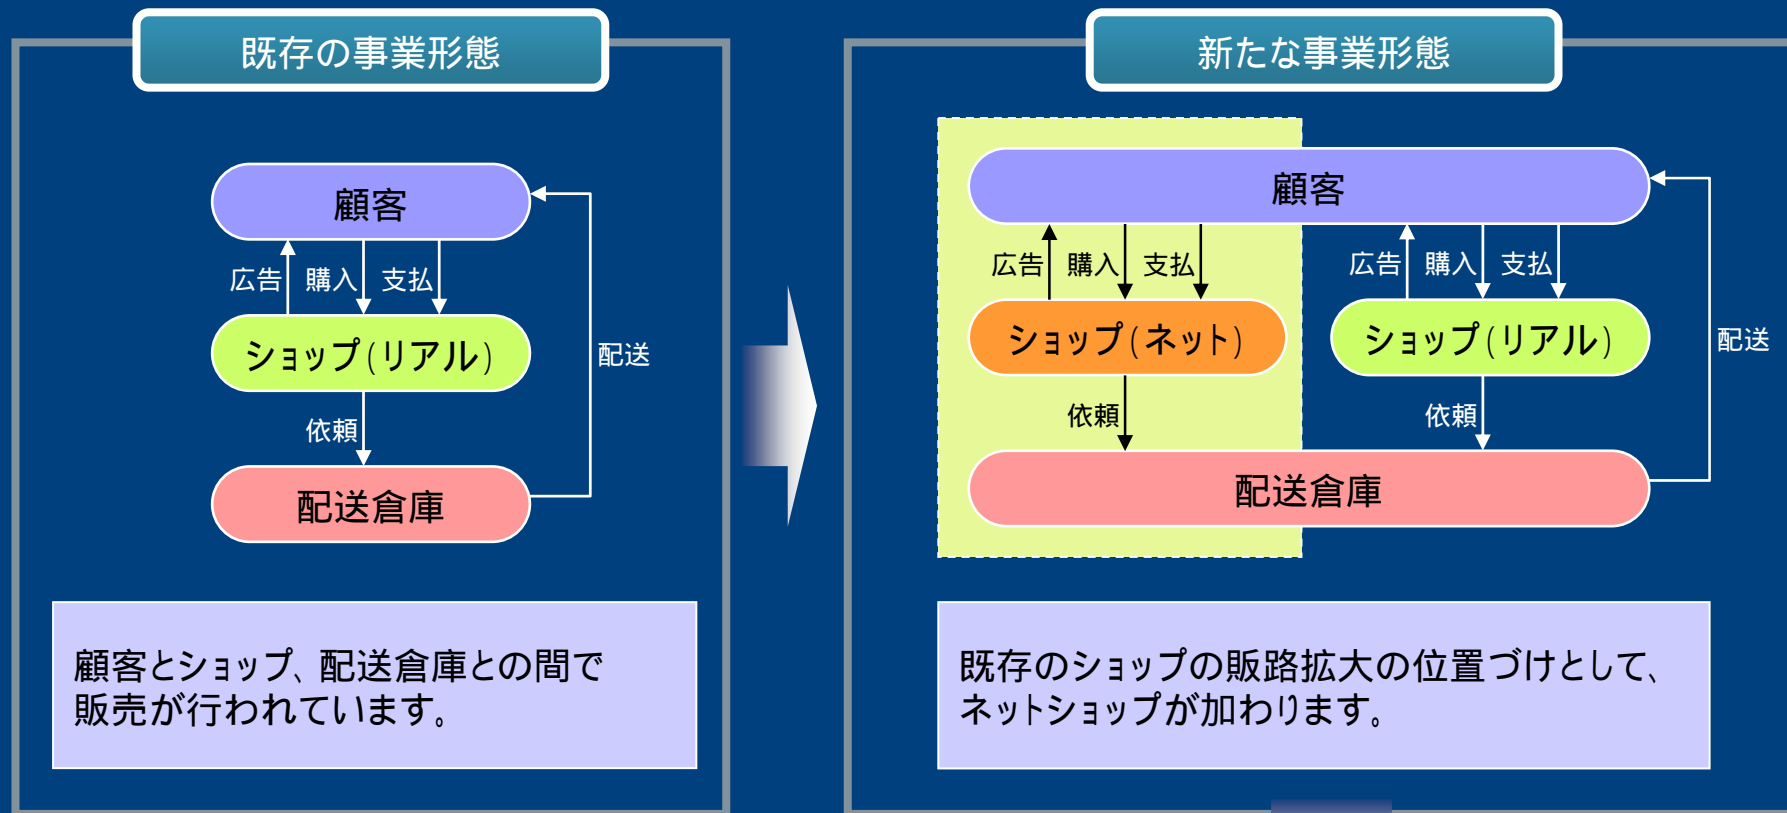 既存の事業形態
顧客
広告 購入 支払
ショップ(リアル)
配送
依頼
配送倉庫
顧客とショップ、配送倉庫との間で
販売が行われています。
新たな事業形態
顧客
広告 購入 支払 広告 購入 支払
ショップ(ネット) ショップ(リアル)
配送
依頼 依頼
配送倉庫
既存のショップの販路拡大の位置づけとして、
ネットショップが加わります。